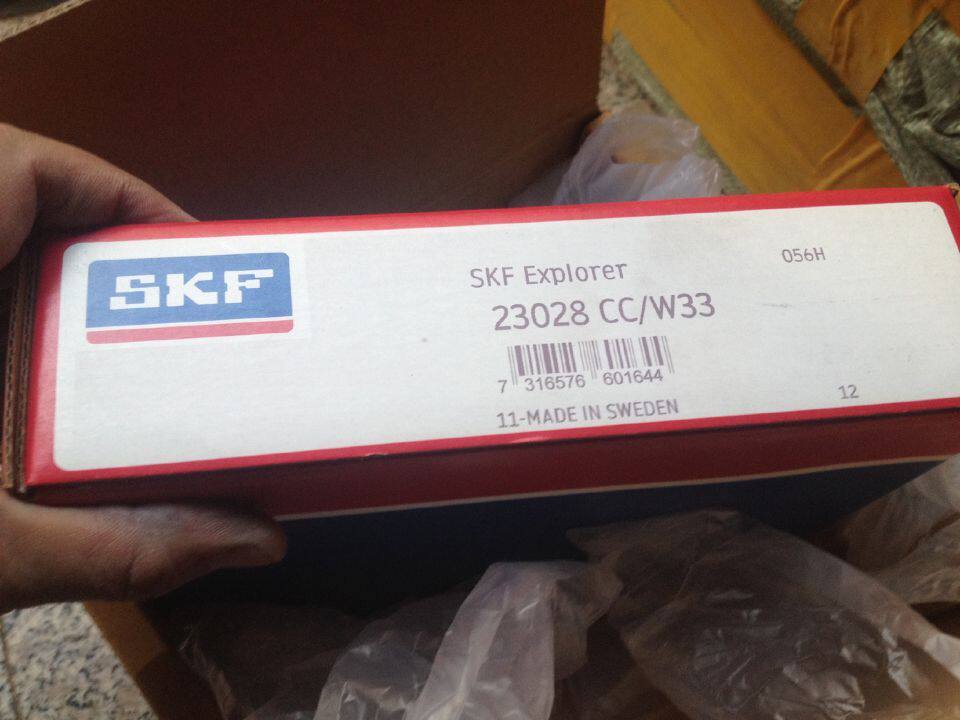 SKF
SKF Explorer
056H
23028 CC/W33
7 316576 601644
11-MADE IN SWEDEN
12